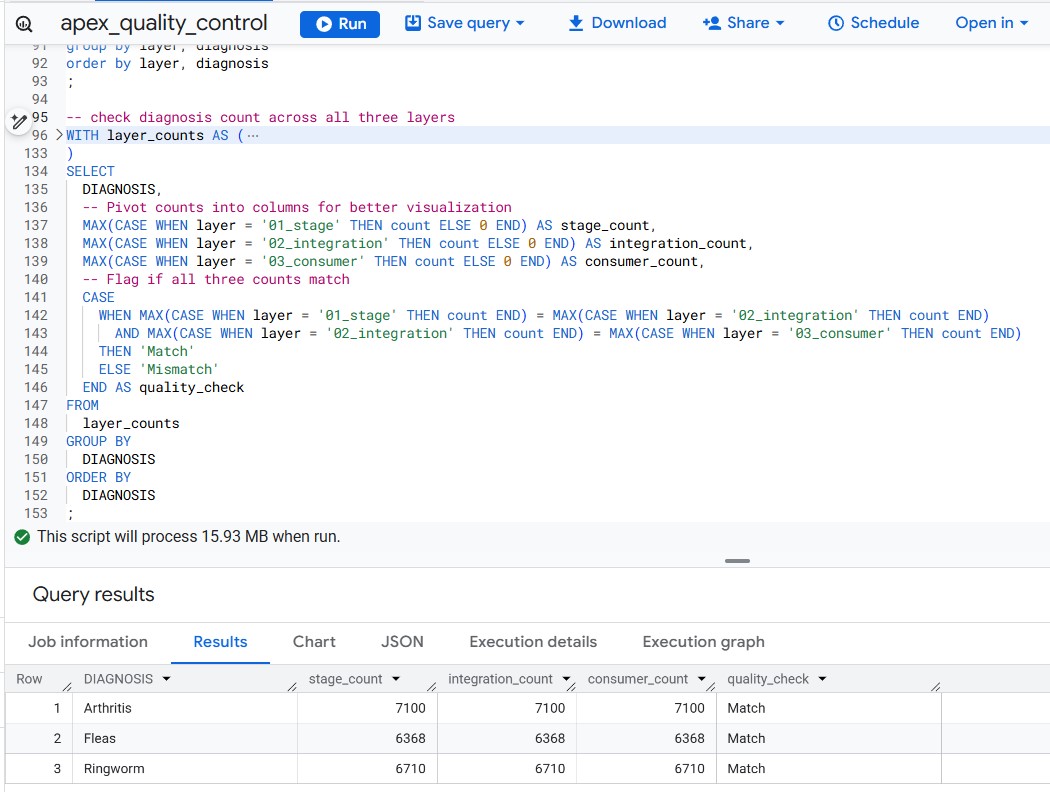 apex_quality_control Run Save query Download Share Schedule Open in
91 group by layer, diagnosis
92 order by layer, diagnosis
93 ;
94
95 -- check diagnosis count across all three layers
96 WITH layer_counts AS ( ···
133 )
134 SELECT
135 DIAGNOSIS,
136 -- Pivot counts into columns for better visualization
137 MAX(CASE WHEN layer = '01_stage' THEN count ELSE 0 END) AS stage_count,
138 MAX(CASE WHEN layer = '02_integration' THEN count ELSE 0 END) AS integration_count,
139 MAX(CASE WHEN layer = '03_consumer' THEN count ELSE 0 END) AS consumer_count,
140 -- Flag if all three counts match
141 CASE
142 WHEN MAX(CASE WHEN layer = '01_stage' THEN count END) = MAX(CASE WHEN layer = '02_integration' THEN count END)
143 AND MAX(CASE WHEN layer = '02_integration' THEN count END) = MAX(CASE WHEN layer = '03_consumer' THEN count END)
144 THEN 'Match'
145 ELSE 'Mismatch'
146 END AS quality_check
147 FROM
148 layer_counts
149 GROUP BY
150 DIAGNOSIS
151 ORDER BY
152 DIAGNOSIS
153 ;
This script will process 15.93 MB when run.
Query results
Job information Results Chart JSON Execution details Execution graph
Row DIAGNOSIS stage_count integration_count consumer_count quality_check
1 Arthritis 7100 7100 7100 Match
2 Fleas 6368 6368 6368 Match
3 Ringworm 6710 6710 6710 Match